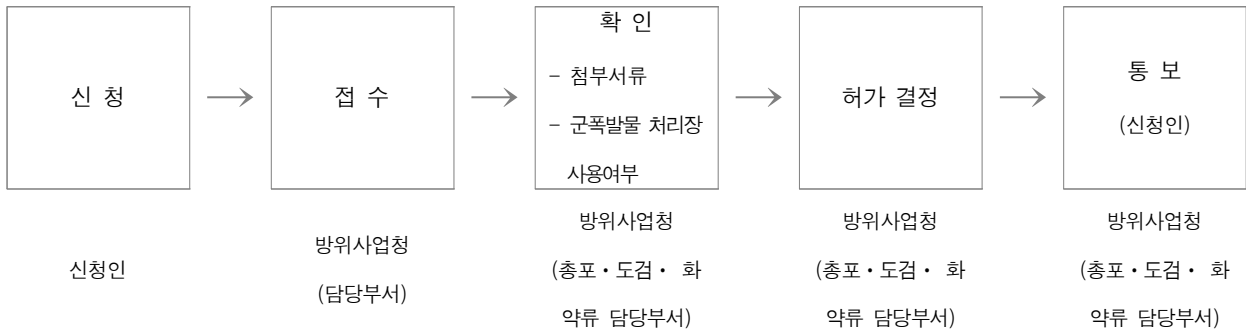 신 청
접 수
확 인
- 첨부서류
- 군폭발물 처리장
사용여부
허가 결정
통 보
(신청인)
신청인
방위사업청
(담당부서)
방위사업청
(총포・도검・ 화
약류 담당부서)
방위사업청
(총포・도검・ 화
약류 담당부서)
방위사업청
(총포・도검・ 화
약류 담당부서)